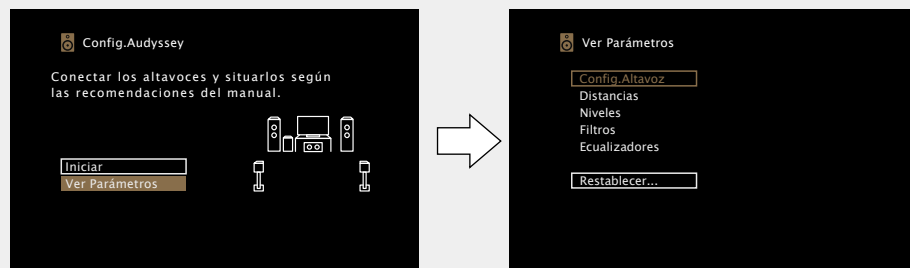 Config.Audyssey
Conectar los altavoces y situarlos según
las recomendaciones del manual.
Iniciar
Ver Parámetros
Ver Parámetros
Config.Altavoz
Distancias
Niveles
Filtros
Ecualizadores
Restablecer...